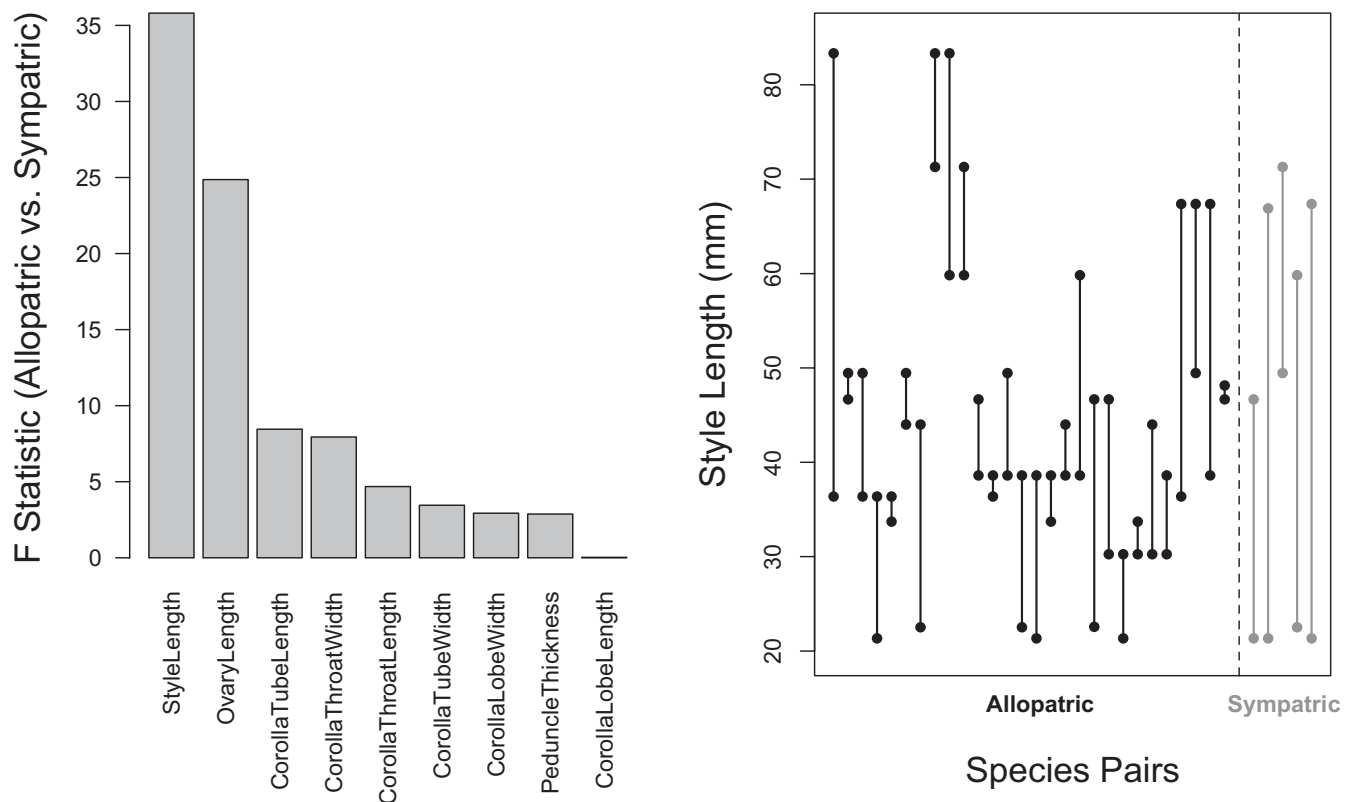 F Statistic (Allopatric vs. Sympatric)
35
30
25
20
15
10
5
0
StyleLength
OvaryLength
CorollaTubeLength
CorollaThroatWidth
CorollaThroatLength
CorollaTubeWidth
CorollaLobeWidth
PeduncleThickness
CorollaLobeLength
Style Length (mm)
80
70
60
50
40
30
20
Allopatric Sympatric
Species Pairs